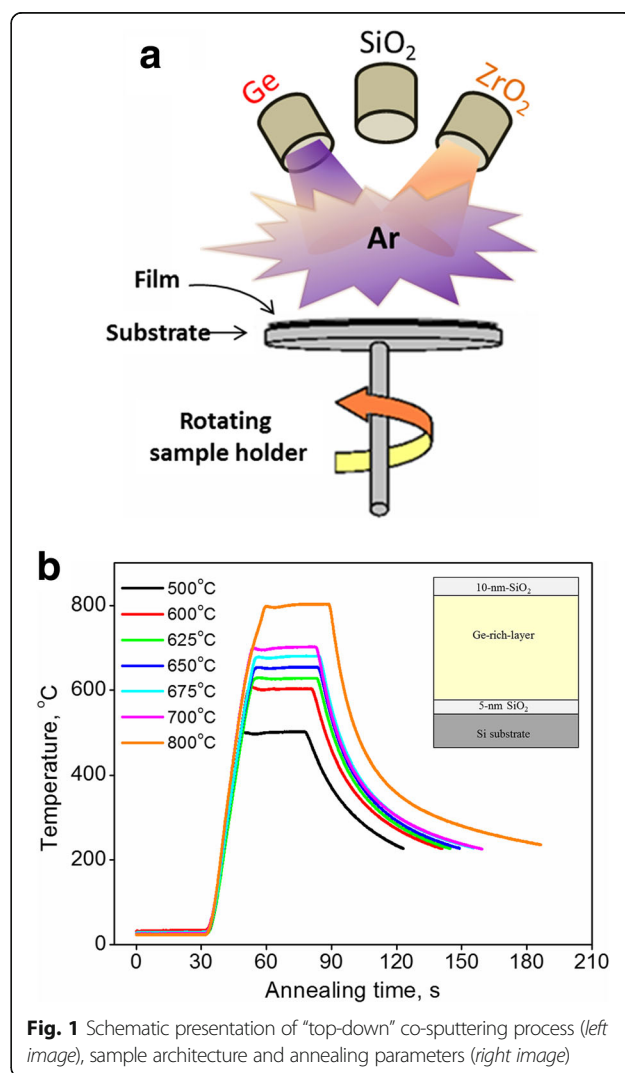 a
SiO₂
Ge
ZrO₂
Ar
Film
Substrate
Rotating
sample holder
b
500°C
600°C
625°C
650°C
675°C
700°C
800°C
10-nm-SiO₂
Ge-rich-layer
5-nm SiO₂
Si substrate
Temperature, °C
800
600
400
200
0
0 30 60 90 120 150 180 210
Annealing time, s
Fig. 1 Schematic presentation of “top-down” co-sputtering process (left
image), sample architecture and annealing parameters (right image)